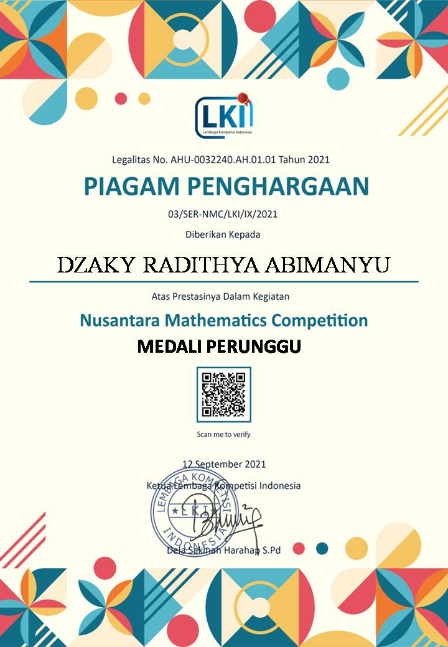 LKI
Lembaga Kompetisi Indonesia
Legalitas No. AHU-0032240.AH.01.01 Tahun 2021
PIAGAM PENGHARGAAN
03/SER-NMC/LKI/IX/2021
Diberikan Kepada
DZAKY RADITHYA ABIMANYU
Atas Prestasinya Dalam Kegiatan
Nusantara Mathematics Competition
MEDALI PERUNGGU
Scan me to verify
12 September 2021
Ketua Lembaga Kompetisi Indonesia
LEMBAGA KOMPETISI
LKI
INDONESIA
Dela Sakinah Harahap S.Pd